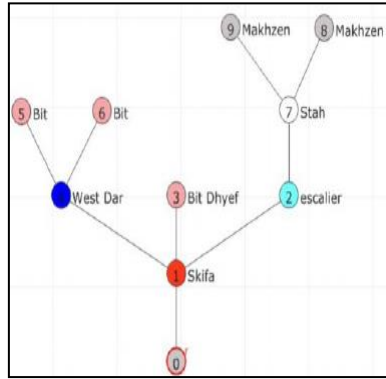 9 Makhzen 8 Makhzen
5 Bit 6 Bit 7 Stah
West Dar 3 Bit Dhyef 2 escalier
1 Skifa
0